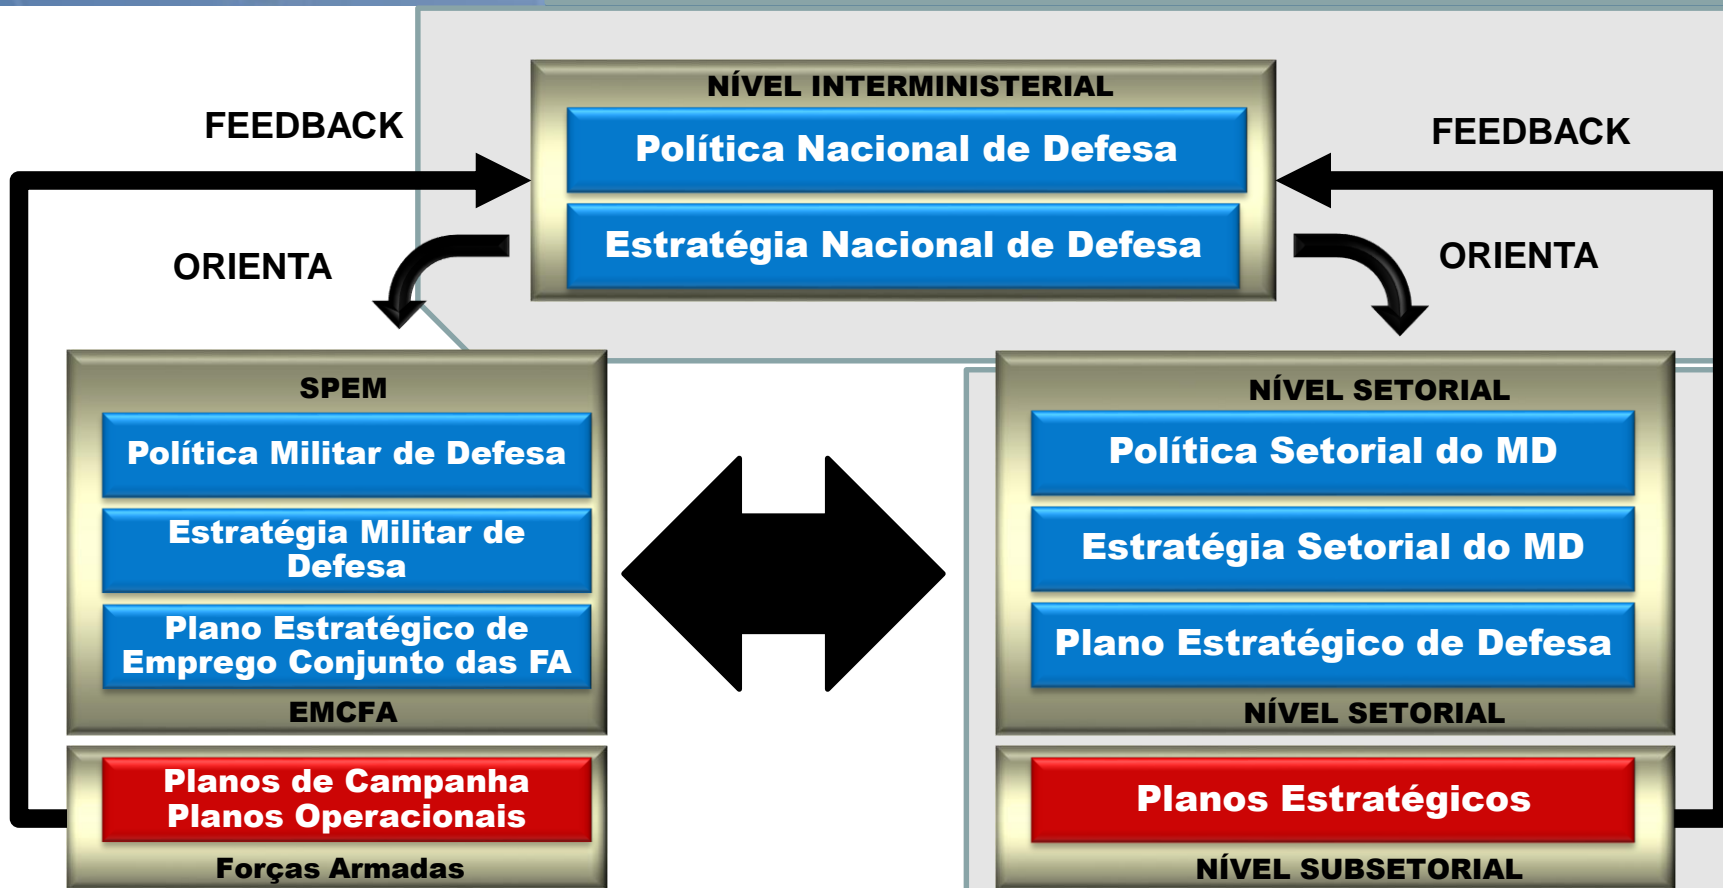 NÍVEL INTERMINISTERIAL
Política Nacional de Defesa
Estratégia Nacional de Defesa
FEEDBACK
ORIENTA
FEEDBACK
ORIENTA
SPEM
Política Militar de Defesa
Estratégia Militar de
Defesa
Plano Estratégico de
Emprego Conjunto das FA
EMCFA
Planos de Campanha
Planos Operacionais
Forças Armadas
NÍVEL SETORIAL
Política Setorial do MD
Estratégia Setorial do MD
Plano Estratégico de Defesa
NÍVEL SETORIAL
Planos Estratégicos
NÍVEL SUBSETORIAL